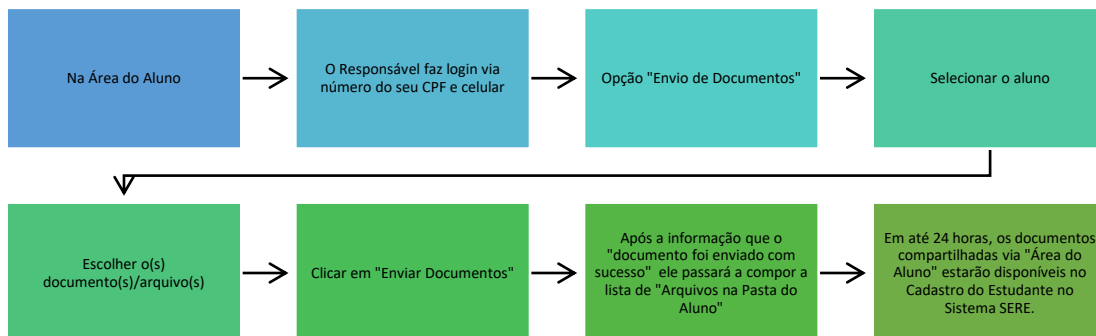 Na Área do Aluno
O Responsável faz login via
número do seu CPF e celular
Opção "Envio de Documentos"
Selecionar o aluno
Escolher o(s)
documento(s)/arquivo(s)
Clicar em "Enviar Documentos"
Após a informação que o
"documento foi enviado com
sucesso" ele passará a compor a
lista de "Arquivos na Pasta do
Aluno"
Em até 24 horas, os documentos
compartilhadas via "Área do
Aluno" estarão disponíveis no
Cadastro do Estudante no
Sistema SERE.